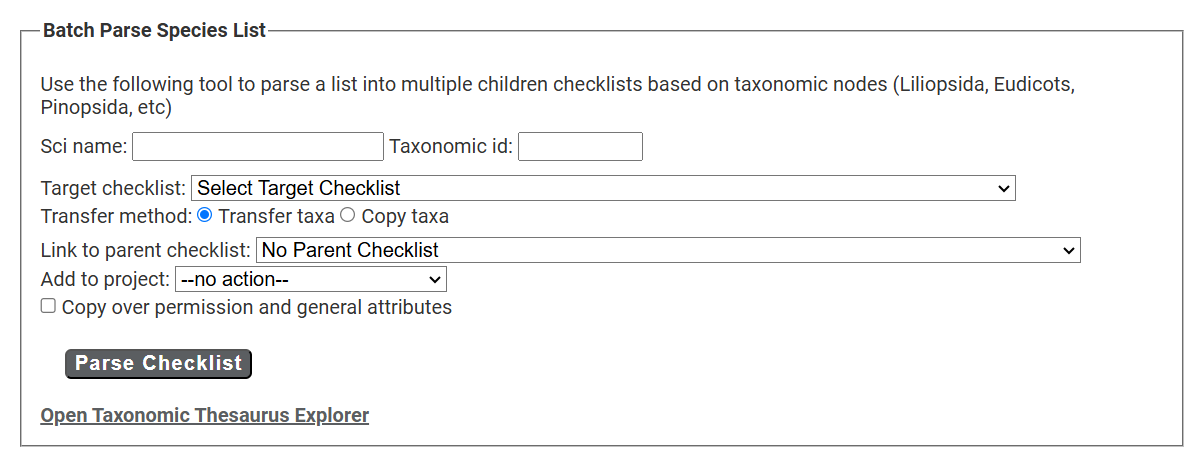 Batch Parse Species List
Use the following tool to parse a list into multiple children checklists based on taxonomic nodes (Liliopsida, Eudicots,
Pinopsida, etc)
Sci name: Taxonomic id:
Target checklist: Select Target Checklist
Transfer method: Transfer taxa Copy taxa
Link to parent checklist: No Parent Checklist
Add to project: --no action--
Copy over permission and general attributes
Parse Checklist
Open Taxonomic Thesaurus Explorer